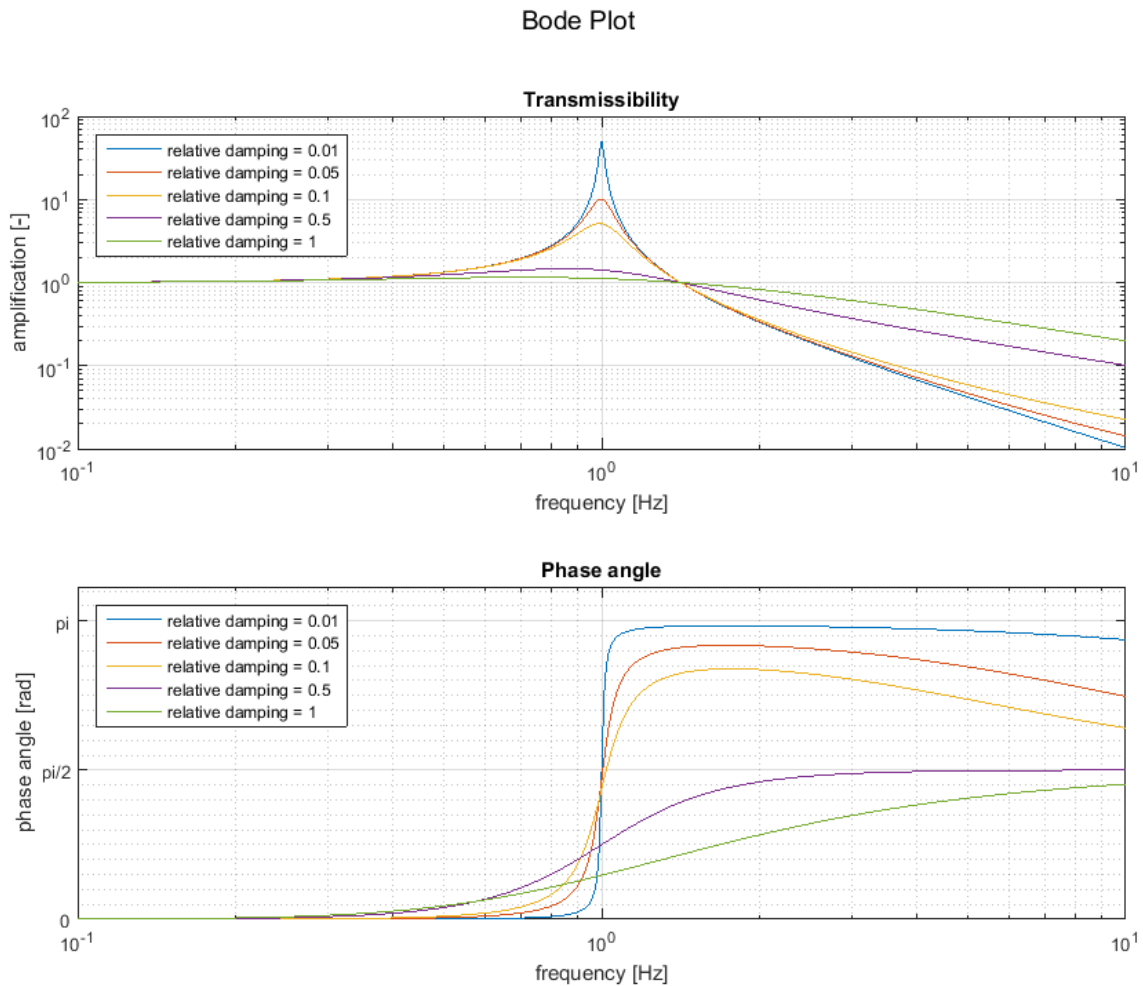 Bode Plot
Transmissibility
10^2
10^1
10^0
10^-1
10^-2
amplification [-]
relative damping = 0.01
relative damping = 0.05
relative damping = 0.1
relative damping = 0.5
relative damping = 1
10^-1
10^0
10^1
frequency [Hz]
Phase angle
pi
pi/2
0
phase angle [rad]
relative damping = 0.01
relative damping = 0.05
relative damping = 0.1
relative damping = 0.5
relative damping = 1
10^-1
10^0
10^1
frequency [Hz]